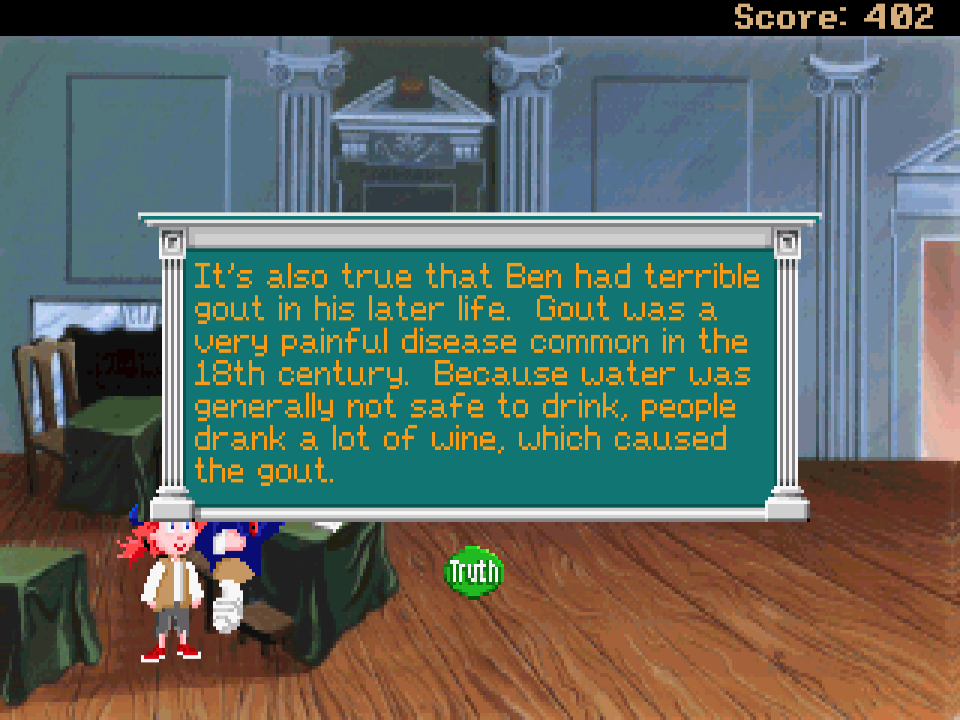 Score: 402
It's also true that Ben had terrible
gout in his later life.  Gout was a
very painful disease common in the
18th century.  Because water was
generally not safe to drink, people
drank a lot of wine, which caused
the gout.
Truth